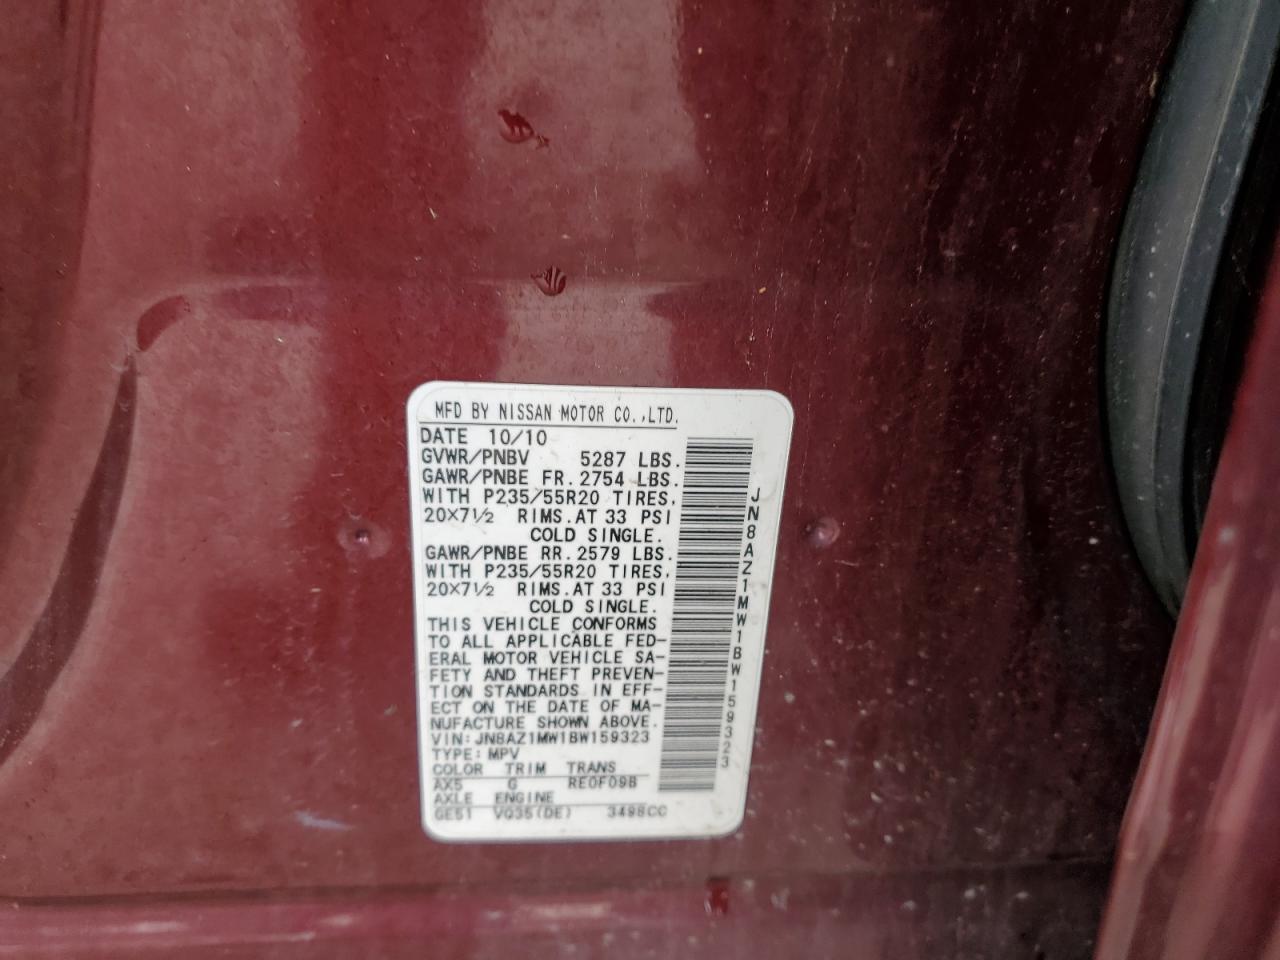 MFD BY NISSAN MOTOR CO.,LTD.
DATE 10/10
GVWR/PNBV 5287 LBS.
GAWR/PNBE FR. 2754 LBS.
WITH P235/55R20 TIRES,
20×7½ RIMS. AT 33 PSI
COLD SINGLE.
GAWR/PNBE RR. 2579 LBS.
WITH P235/55R20 TIRES,
20×7½ RIMS. AT 33 PSI
COLD SINGLE.
THIS VEHICLE CONFORMS
TO ALL APPLICABLE FED-
ERAL MOTOR VEHICLE SA-
FETY AND THEFT PREVEN-
TION STANDARDS IN EFF-
ECT ON THE DATE OF MA-
NUFACTURE SHOWN ABOVE.
VIN: JN8AZ1MW1BW159323
TYPE: MPV
COLOR TRIM TRANS
AX5 G RE0F09B
AXLE ENGINE
GE51 VQ35(DE) 3498CC
JN8AZ1MW1BW159323